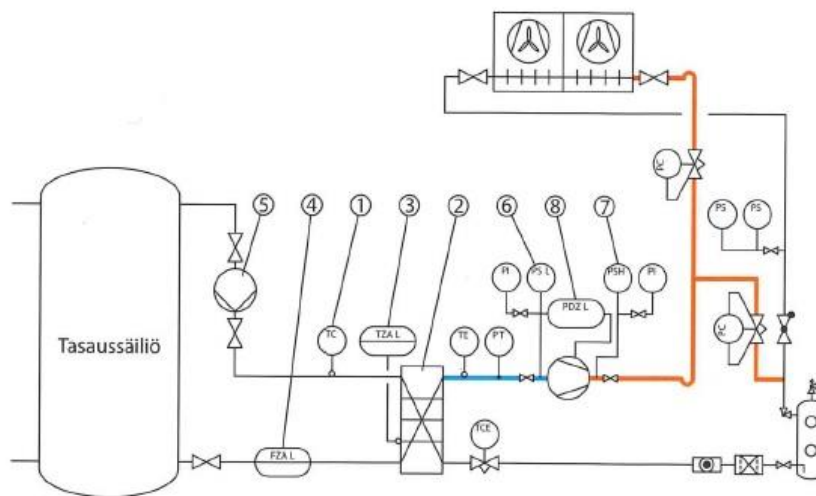 PC
PS PS
5 4 1 3 2 6 8 7
PI PS L PSH PI
PDZ L
Tasaussäiliö
TC TZA L TE PT
PC
FZA L
TCE